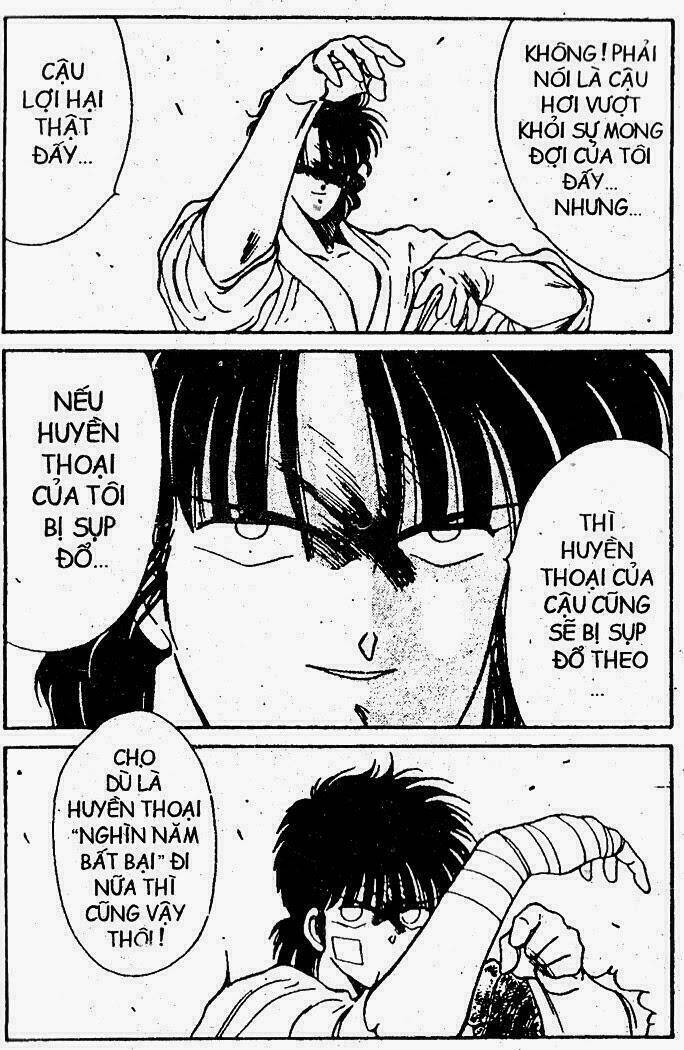 CẬU
LỢI HẠI
THẬT
ĐẤY...
KHÔNG! PHẢI
NÓI LÀ CẬU
HƠI VƯỢT
KHỎI SỰ MONG
ĐỢI CỦA TÔI
ĐẤY...
NHƯNG...
NẾU
HUYỀN
THOẠI
CỦA TÔI
BỊ SỤP
ĐỔ...
THÌ
HUYỀN
THOẠI CỦA
CẬU CŨNG
SẼ BỊ SỤP
ĐỔ THEO
...
CHỌ
DÙ LÀ
HUYỀN THOẠI
"NGHÌN NĂM
BẤT BẠI" ĐI
NỮA THÌ
CŨNG VẬY
THÔI!